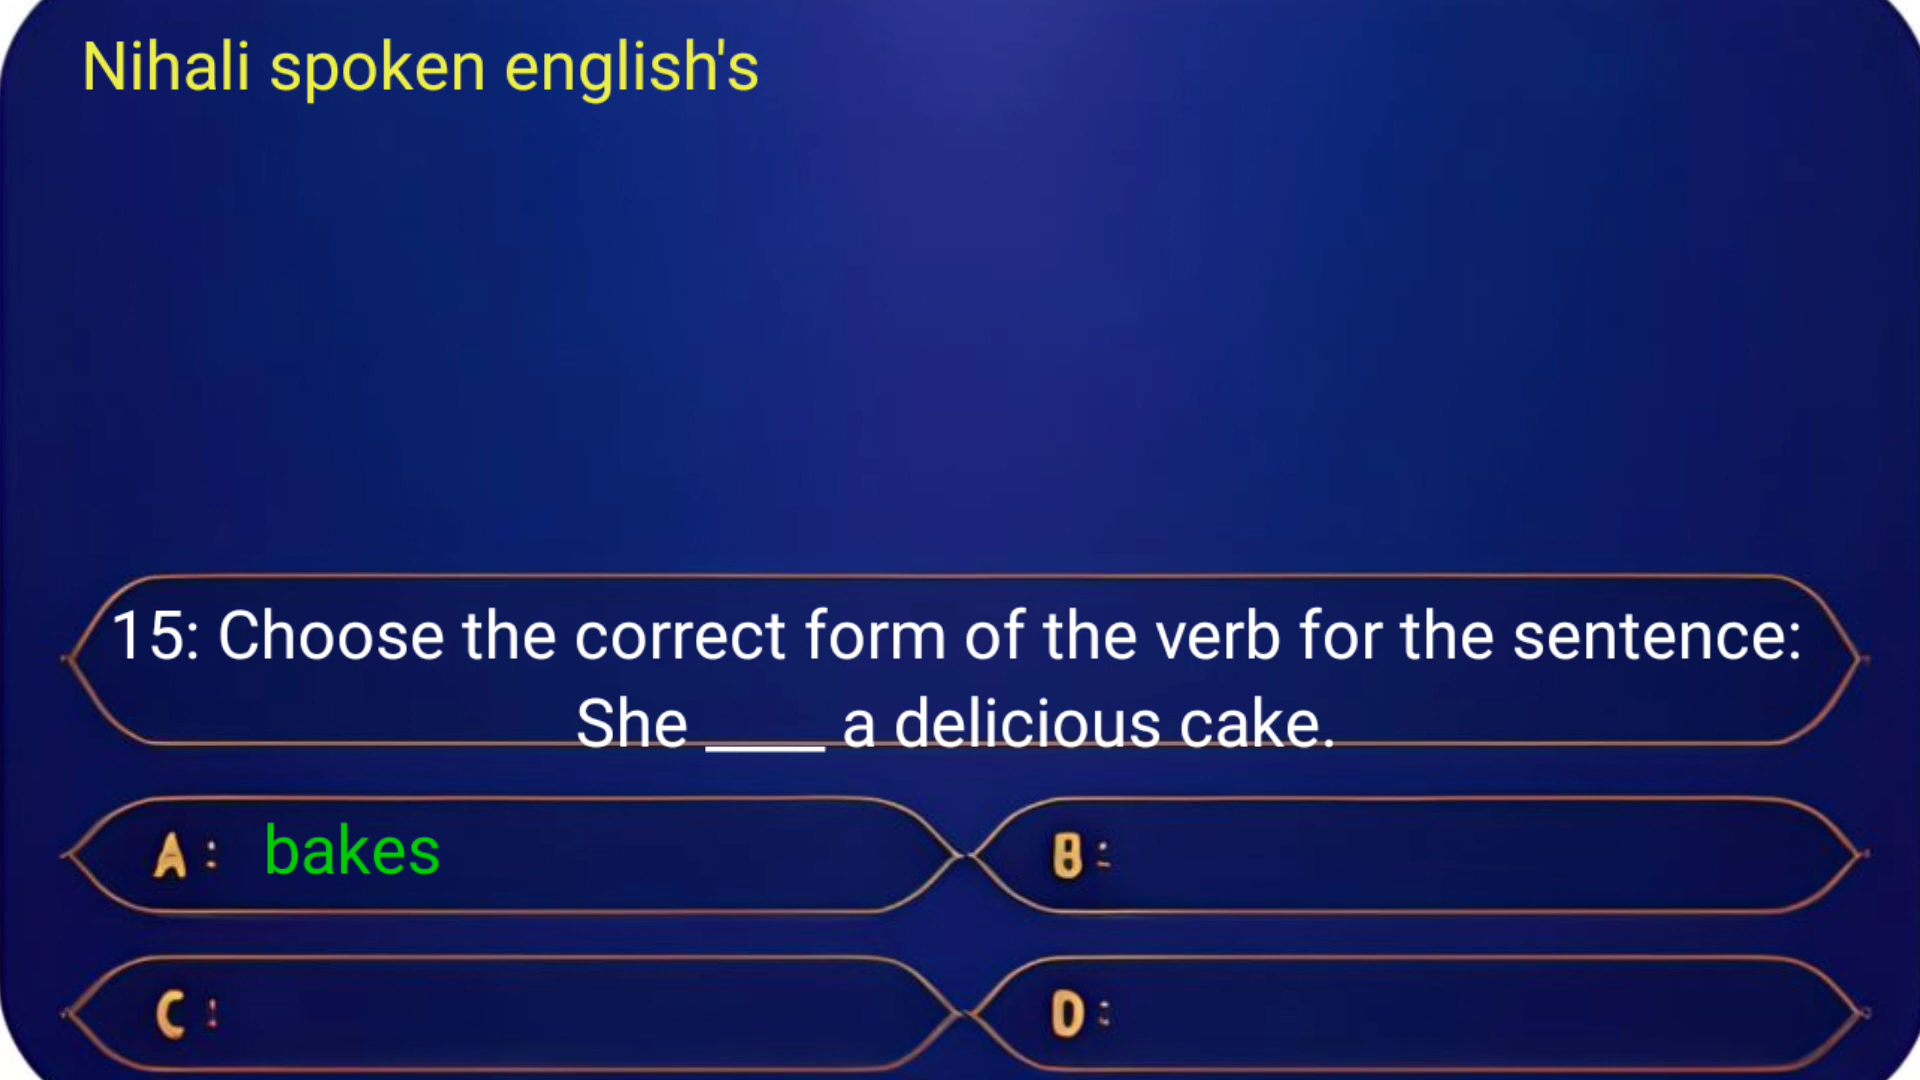 Nihali spoken english's
15: Choose the correct form of the verb for the sentence:
She ____ a delicious cake.
A: bakes
B:
C:
D: